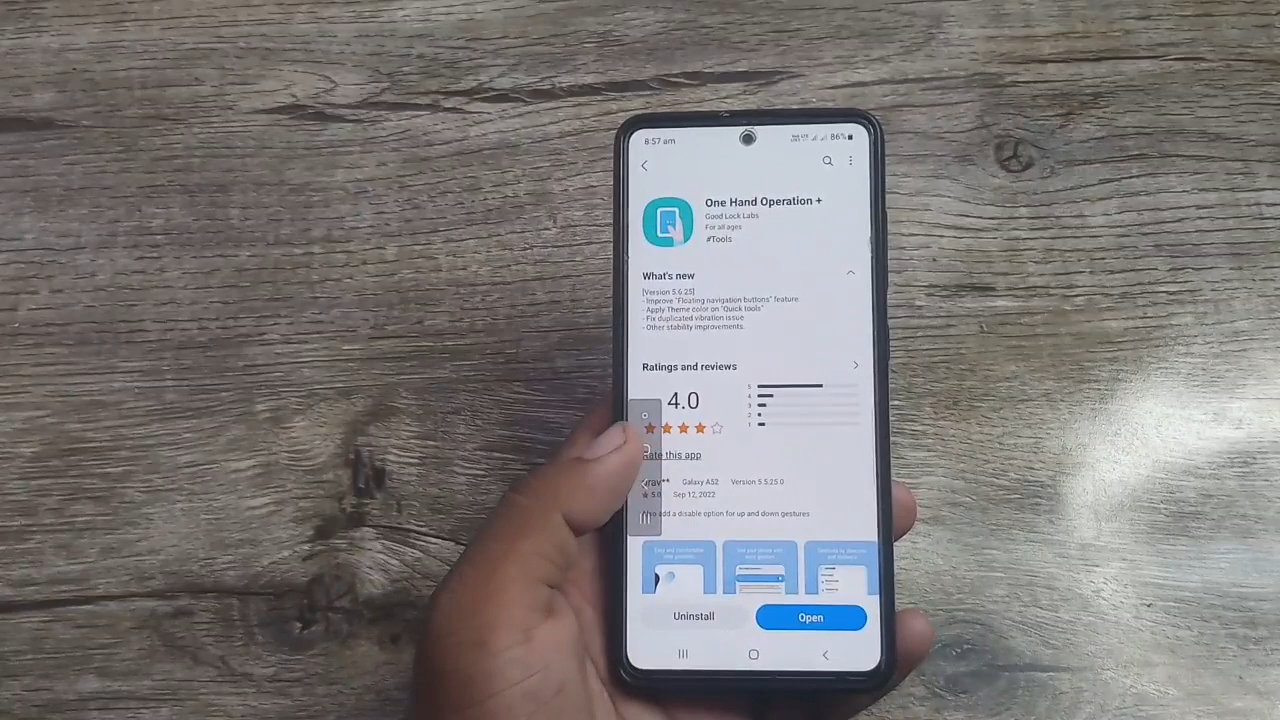 8:57 am
86%
One Hand Operation +
Good Lock Labs
For all ages
#Tools
What's new
[Version 5.6.25]
- Improve "Floating navigation buttons" feature
- Apply Theme color on "Quick tools"
- Fix duplicated vibration issue
- Other stability improvements.
Ratings and reviews
4.0
5
4
3
2
1
ate this app
Galaxy A52 Version 5.5.25.0
5.0 Sep 12, 2022
add a disable option for up and down gestures
Uninstall
Open